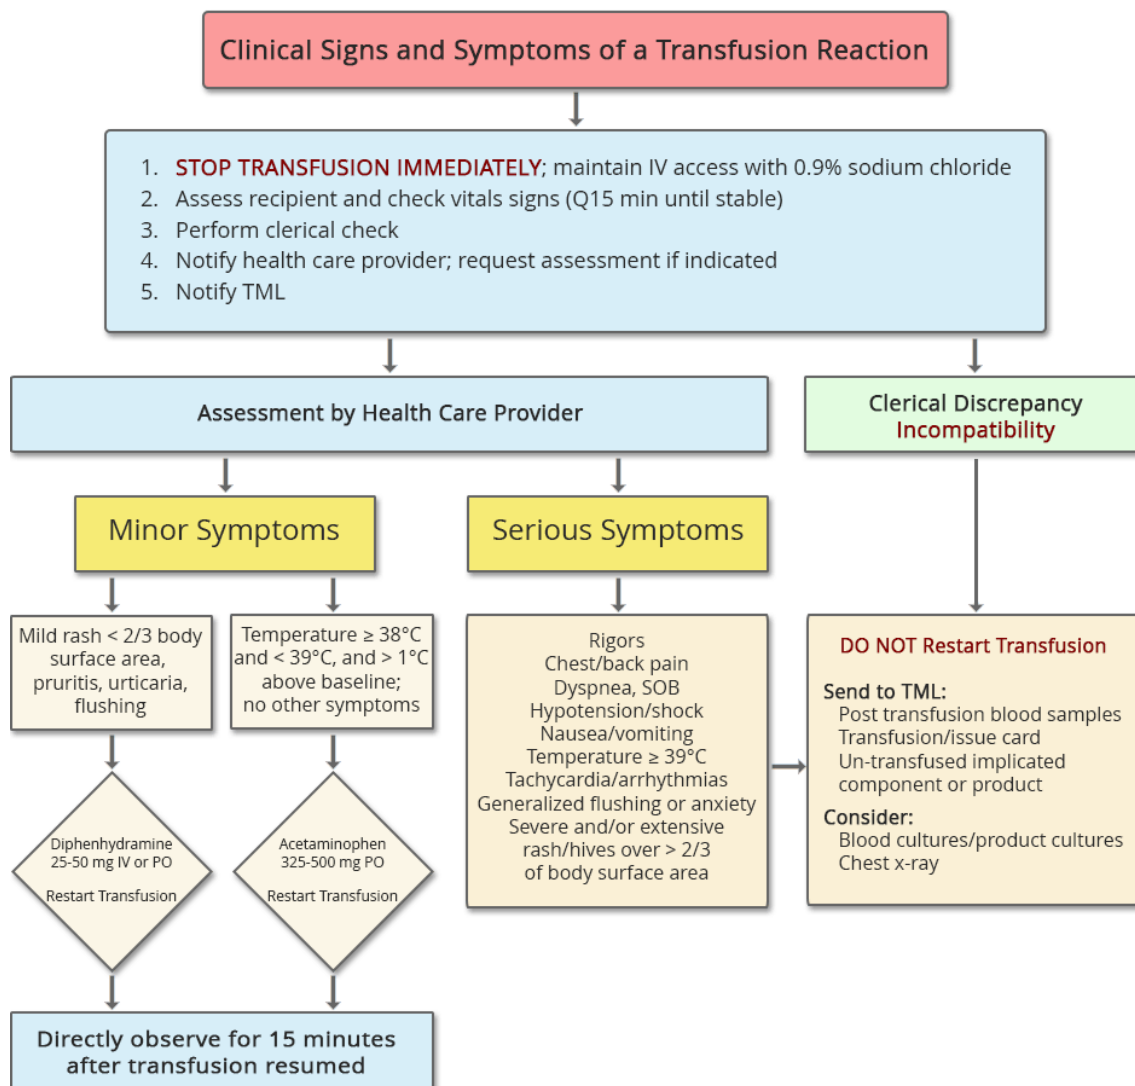 Clinical Signs and Symptoms of a Transfusion Reaction
1. STOP TRANSFUSION IMMEDIATELY; maintain IV access with 0.9% sodium chloride
2. Assess recipient and check vitals signs (Q15 min until stable)
3. Perform clerical check
4. Notify health care provider; request assessment if indicated
5. Notify TML
Assessment by Health Care Provider
Clerical Discrepancy
Incompatibility
Minor Symptoms
Serious Symptoms
Mild rash < 2/3 body
surface area,
pruritis, urticaria,
flushing
Temperature ≥ 38°C
and < 39°C, and > 1°C
above baseline;
no other symptoms
Diphenhydramine
25-50 mg IV or PO
Restart Transfusion
Acetaminophen
325-500 mg PO
Restart Transfusion
Directly observe for 15 minutes
after transfusion resumed
Rigors
Chest/back pain
Dyspnea, SOB
Hypotension/shock
Nausea/vomiting
Temperature ≥ 39°C
Tachycardia/arrhythmias
Generalized flushing or anxiety
Severe and/or extensive
rash/hives over > 2/3
of body surface area
DO NOT Restart Transfusion
Send to TML:
Post transfusion blood samples
Transfusion/issue card
Un-transfused implicated
component or product
Consider:
Blood cultures/product cultures
Chest x-ray